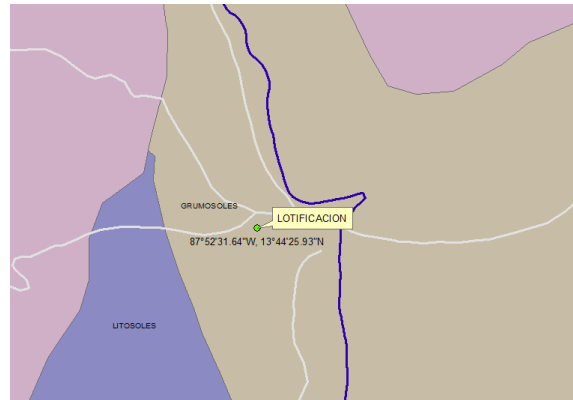 GRUMOSOLES
LOTIFICACION
87°52'31.64"W, 13°44'25.93"N
LITOSOLES